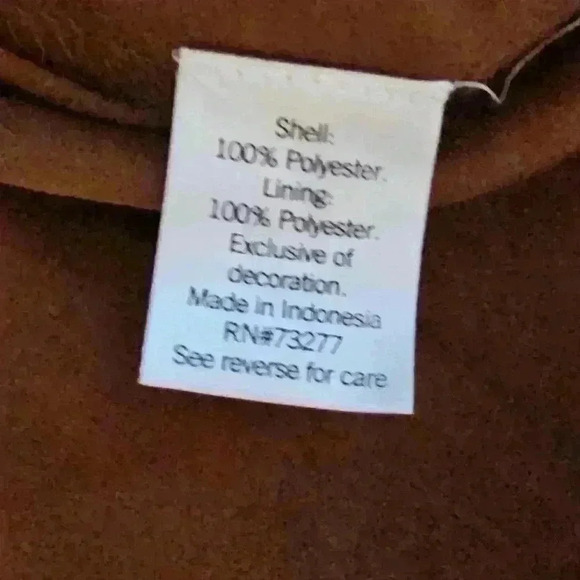 Shell:
100% Polyester.
Lining:
100% Polyester.
Exclusive of
decoration.
Made in Indonesia
RN#73277
See reverse for care